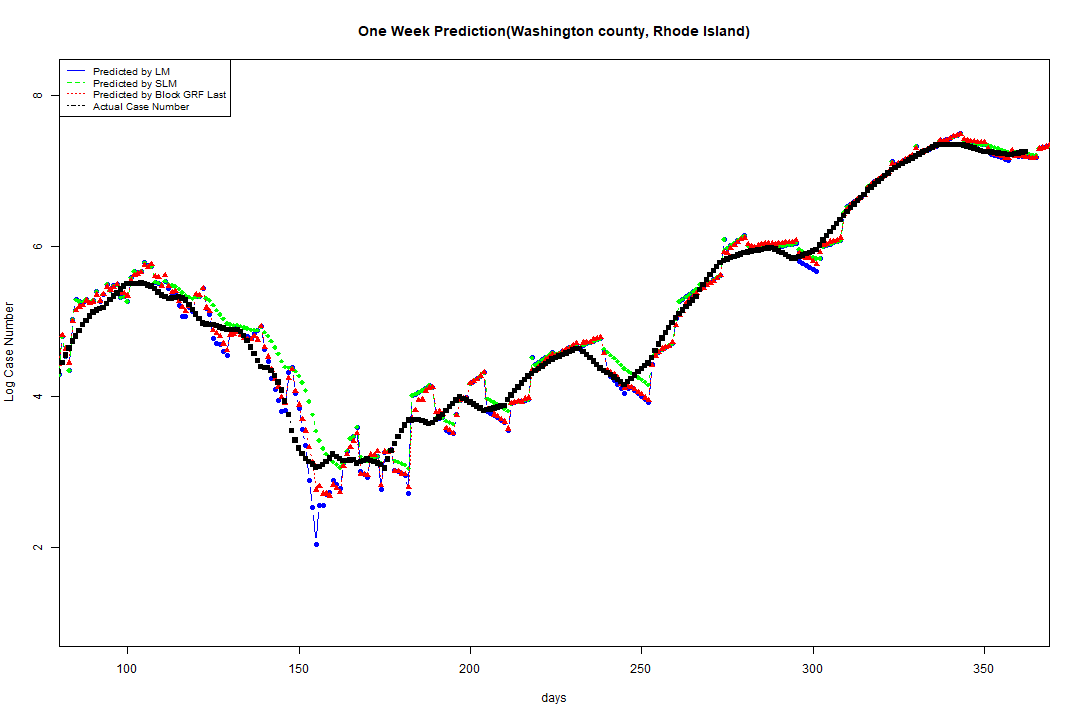 One Week Prediction(Washington county, Rhode Island)
Predicted by LM
Predicted by SLM
Predicted by Block GRF Last
Actual Case Number
8
6
4
2
Log Case Number
100 150 200 250 300 350
days